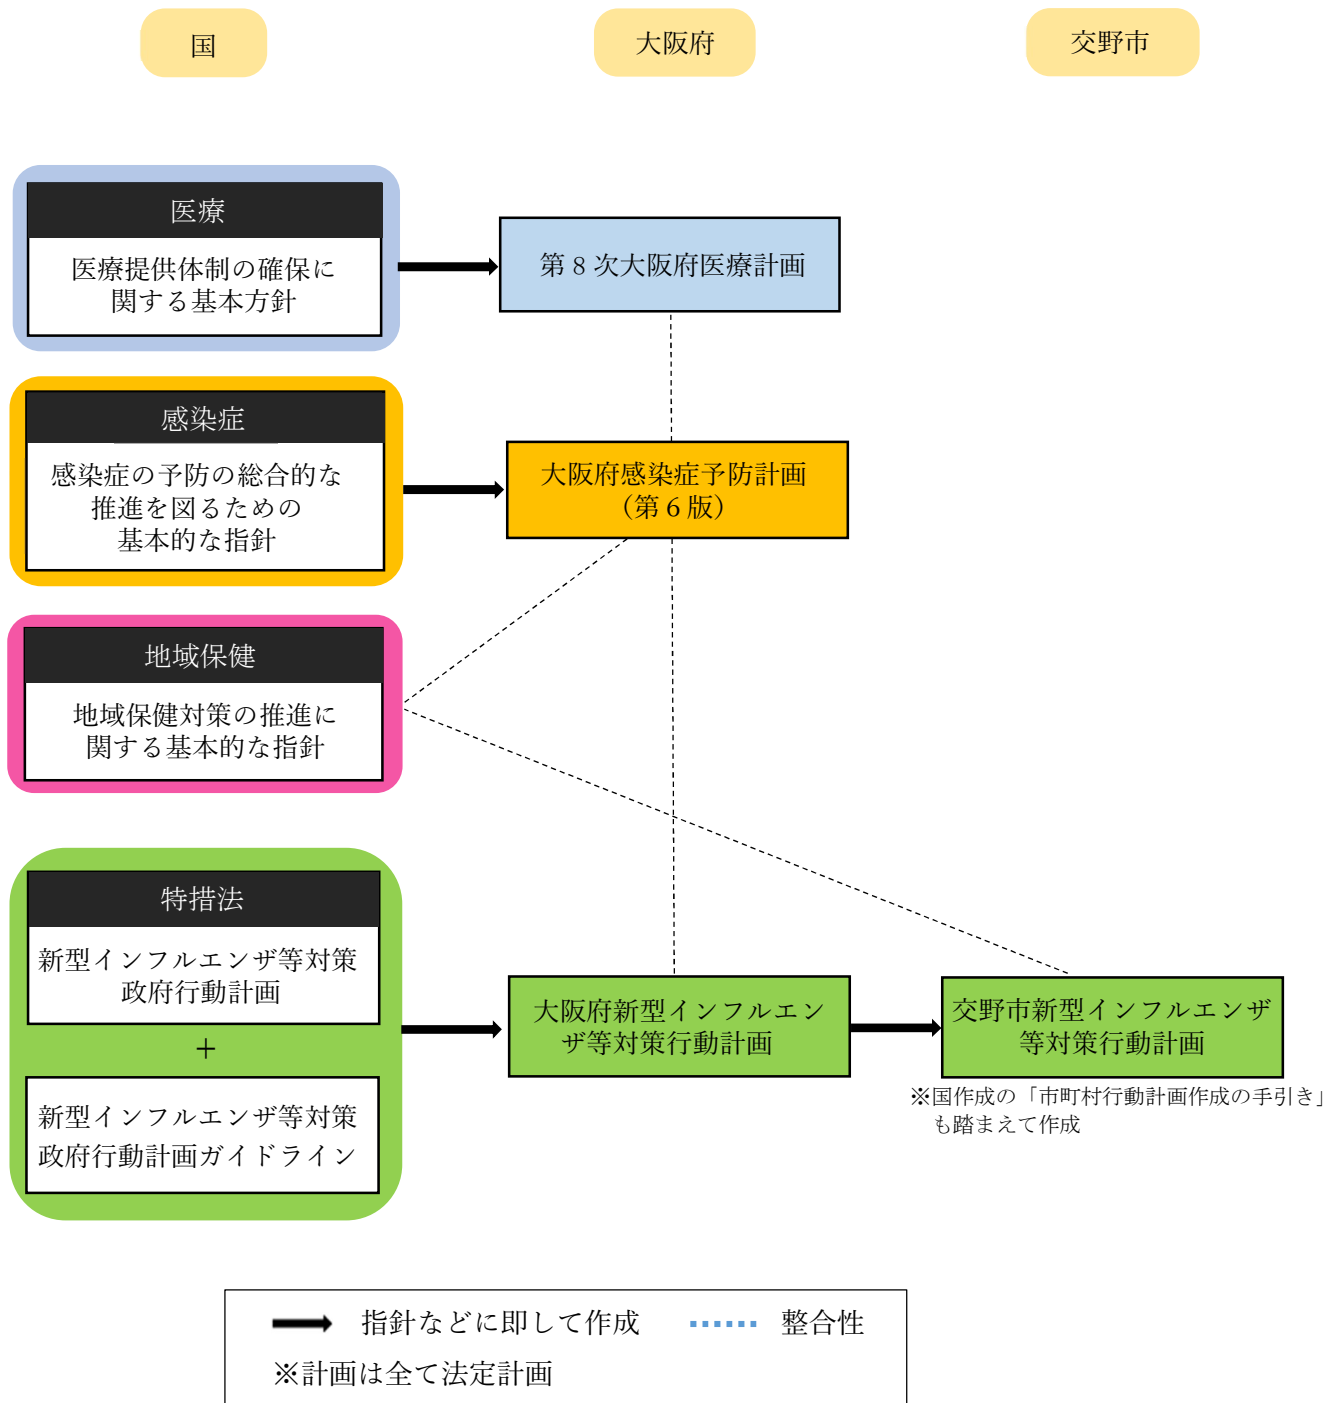 国
大阪府
交野市
医療
医療提供体制の確保に
関する基本方針
第8次大阪府医療計画
感染症
感染症の予防の総合的な
推進を図るための
基本的な指針
大阪府感染症予防計画
（第6版）
地域保健
地域保健対策の推進に
関する基本的な指針
特措法
新型インフルエンザ等対策
政府行動計画
＋
新型インフルエンザ等対策
政府行動計画ガイドライン
大阪府新型インフルエン
ザ等対策行動計画
交野市新型インフルエンザ
等対策行動計画
※国作成の「市町村行動計画作成の手引き」
も踏まえて作成
指針などに即して作成
整合性
※計画は全て法定計画